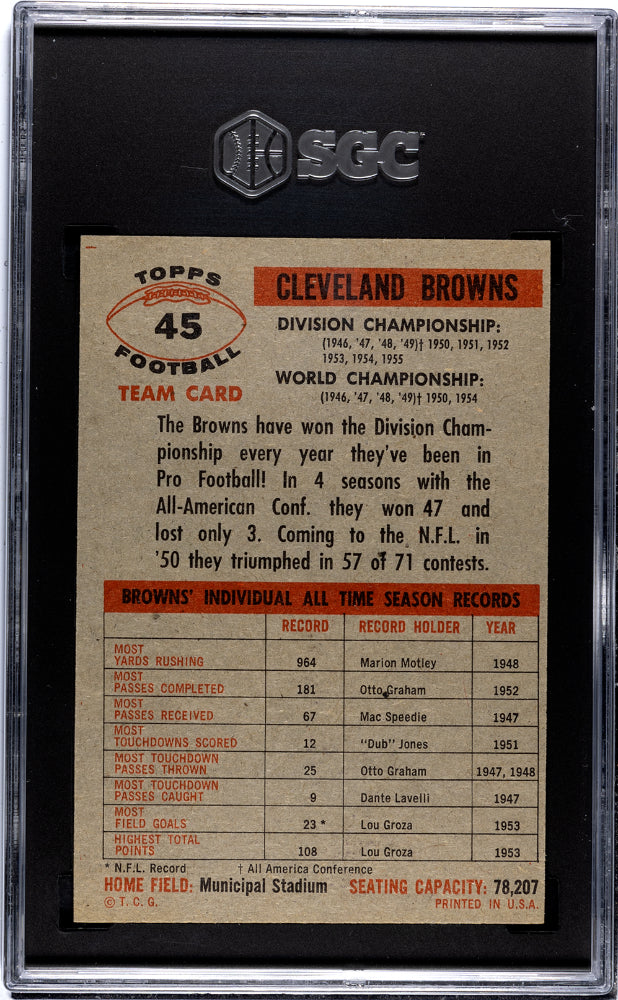 SGC
TOPPS
45
FOOTBALL
TEAM CARD
CLEVELAND BROWNS
DIVISION CHAMPIONSHIP:
(1946, '47, '48, '49)† 1950, 1951, 1952
1953, 1954, 1955
WORLD CHAMPIONSHIP:
(1946, '47, '48, '49)† 1950, 1954
The Browns have won the Division Cham-
pionship every year they've been in
Pro Football! In 4 seasons with the
All-American Conf. they won 47 and
lost only 3. Coming to the N.F.L. in
'50 they triumphed in 57 of 71 contests.
BROWNS' INDIVIDUAL ALL TIME SEASON RECORDS
RECORD RECORD HOLDER YEAR
MOST
YARDS RUSHING 964 Marion Motley 1948
MOST
PASSES COMPLETED 181 Otto Graham 1952
MOST
PASSES RECEIVED 67 Mac Speedie 1947
MOST
TOUCHDOWNS SCORED 12 "Dub" Jones 1951
MOST TOUCHDOWN
PASSES THROWN 25 Otto Graham 1947, 1948
MOST TOUCHDOWN
PASSES CAUGHT 9 Dante Lavelli 1947
MOST
FIELD GOALS 23 * Lou Groza 1953
HIGHEST TOTAL
POINTS 108 Lou Groza 1953
* N.F.L. Record † All America Conference
HOME FIELD: Municipal Stadium SEATING CAPACITY: 78,207
© T. C. G. PRINTED IN U.S.A.